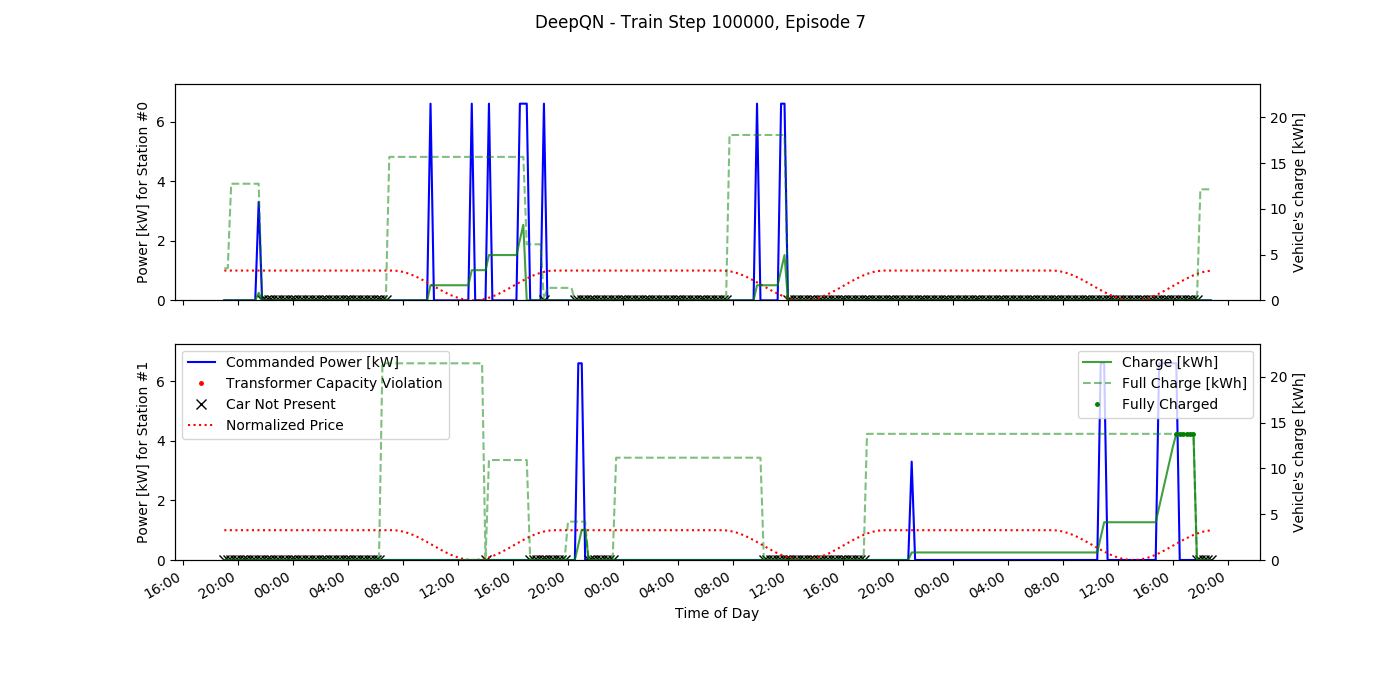 DeepQN - Train Step 100000, Episode 7
Power [kW] for Station #0
6
4
2
0
20
15
10
5
0
Vehicle's charge [kWh]
Power [kW] for Station #1
6
4
2
0
Commanded Power [kW]
Transformer Capacity Violation
Car Not Present
Normalized Price
Charge [kWh]
Full Charge [kWh]
Fully Charged
20
15
10
5
0
Vehicle's charge [kWh]
16:00 20:00 00:00 04:00 08:00 12:00 16:00 20:00 00:00 04:00 08:00 12:00 16:00 20:00 00:00 04:00 08:00 12:00 16:00 20:00
Time of Day